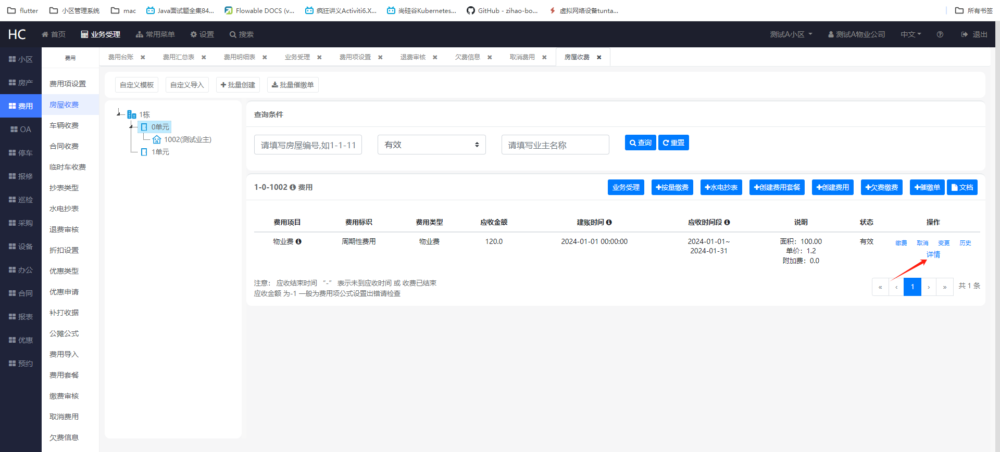 flutter
小区管理系统
mac
Java面试题全集84...
Flowable DOCS (v...
疯狂讲义Activiti6.X...
尚硅谷Kubernetes...
GitHub - zihao-bo...
虚拟网络设备tunta...
所有书签
HC
首页
业务受理
常用菜单
设置
搜索
测试A小区
测试A物业公司
中文
退出
小区
房产
费用
OA
停车
报修
巡检
采购
设备
办公
合同
报表
优惠
预约
费用
费用项设置
房屋收费
车辆收费
合同收费
临时车收费
抄表类型
水电抄表
退费审核
折扣设置
优惠类型
优惠申请
补打收据
公摊公式
费用导入
费用套餐
缴费审核
取消费用
欠费信息
费用台账
费用汇总表
费用明细表
业务受理
费用项设置
退费审核
欠费信息
取消费用
房屋收费
自定义模板
自定义导入
批量创建
批量催缴单
1栋
0单元
1002(测试业主)
1单元
查询条件
请填写房屋编号,如1-1-11
有效
请填写业主名称
查询
重置
1-0-1002 费用
业务受理
+按量缴费
+水电抄表
+创建费用套餐
+创建费用
+欠费缴费
+催缴单
文档
费用项目 费用标识 费用类型 应收金额 建账时间 应收时间段 说明 状态 操作
物业费 周期性费用 物业费 120.0 2024-01-01 00:00:00 2024-01-01~ 面积：100.00 有效 缴费 取消 变更 历史
2024-01-31 单价：1.2 详情
附加费：0.0
注意： 应收结束时间 “-” 表示未到应收时间 或 收费已结束
应收金额 为-1 一般为费用项公式设置出错请检查
« ‹ 1 › » 共 1 条